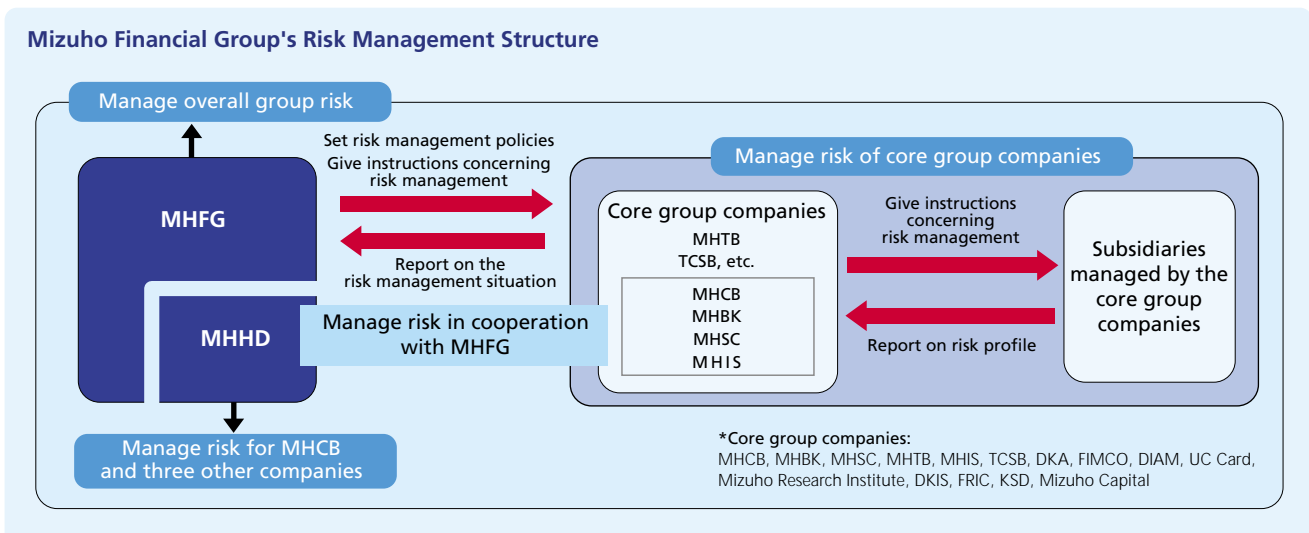 Mizuho Financial Group's Risk Management Structure
Manage overall group risk
MHFG
MHHD
Manage risk for MHCB
and three other companies
Set risk management policies
Give instructions concerning
risk management
Report on the
risk management situation
Manage risk in cooperation
with MHFG
Manage risk of core group companies
Core group companies
MHTB
TCSB, etc.
MHCB
MHBK
MHSC
MHIS
Give instructions
concerning
risk management
Report on risk profile
Subsidiaries
managed by the
core group
companies
*Core group companies:
MHCB, MHBK, MHSC, MHTB, MHIS, TCSB, DKA, FIMCO, DIAM, UC Card,
Mizuho Research Institute, DKIS, FRIC, KSD, Mizuho Capital